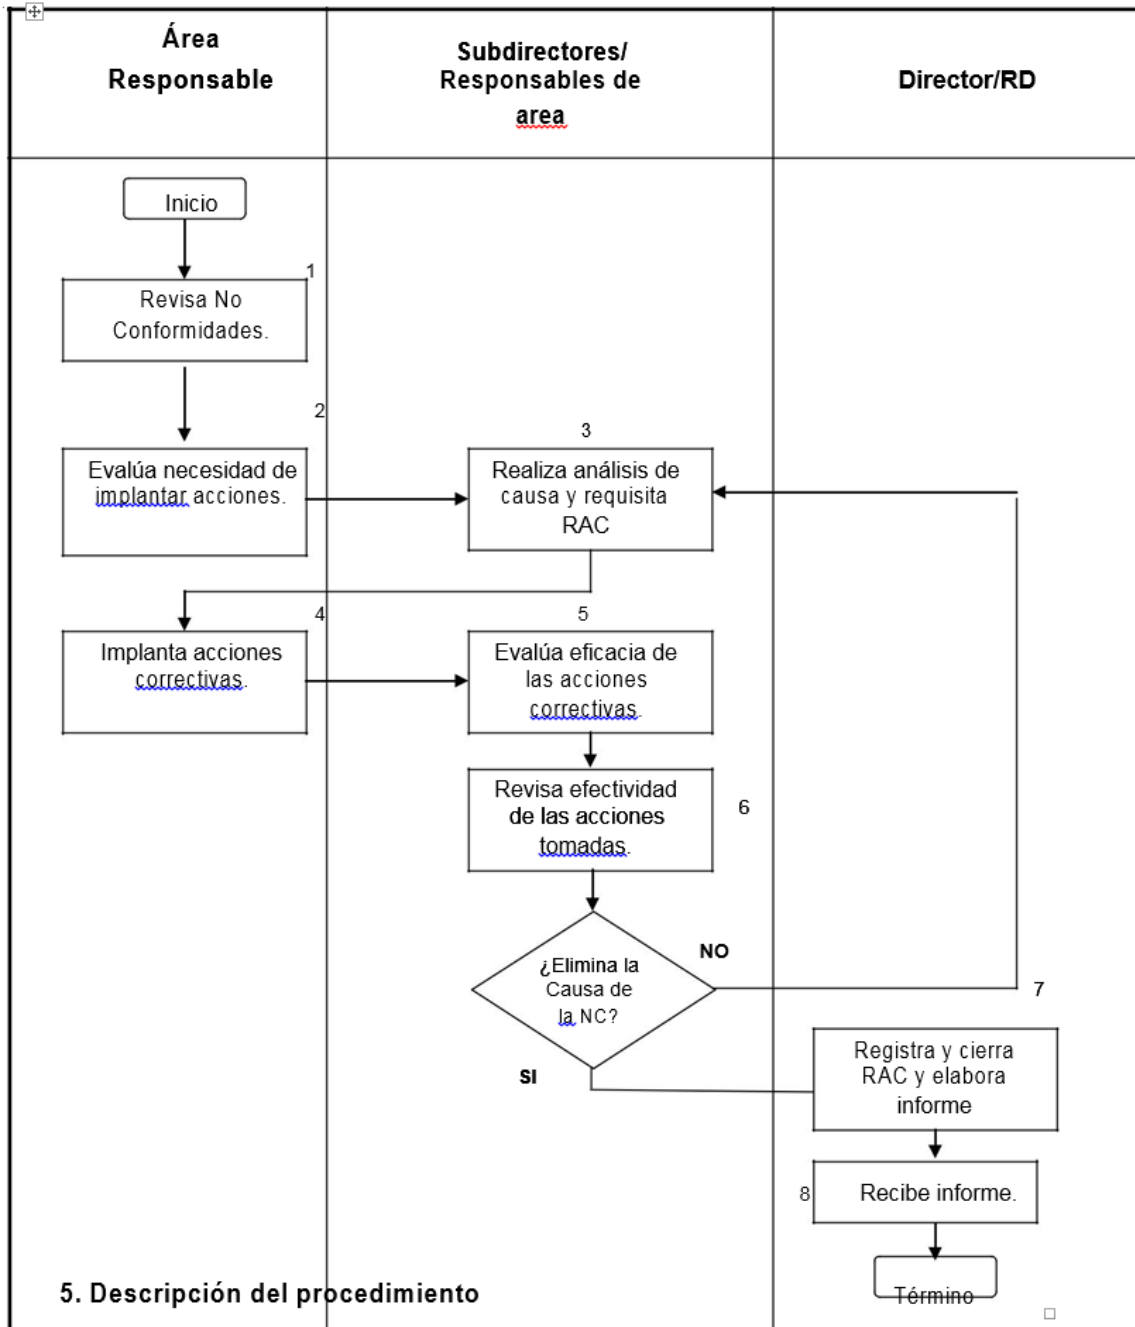 Área
Responsable
Subdirectores/
Responsables de
area
Director/RD
Inicio
1
Revisa No
Conformidades.
2
Evalúa necesidad de
implantar acciones.
3
Realiza análisis de
causa y requisita
RAC
4
Implanta acciones
correctivas.
5
Evalúa eficacia de
las acciones
correctivas.
Revisa efectividad
de las acciones
tomadas.
6
¿Elimina la
Causa de
la NC?
NO
SI
7
Registra y cierra
RAC y elabora
informe
8
Recibe informe.
Término
5. Descripción del procedimiento